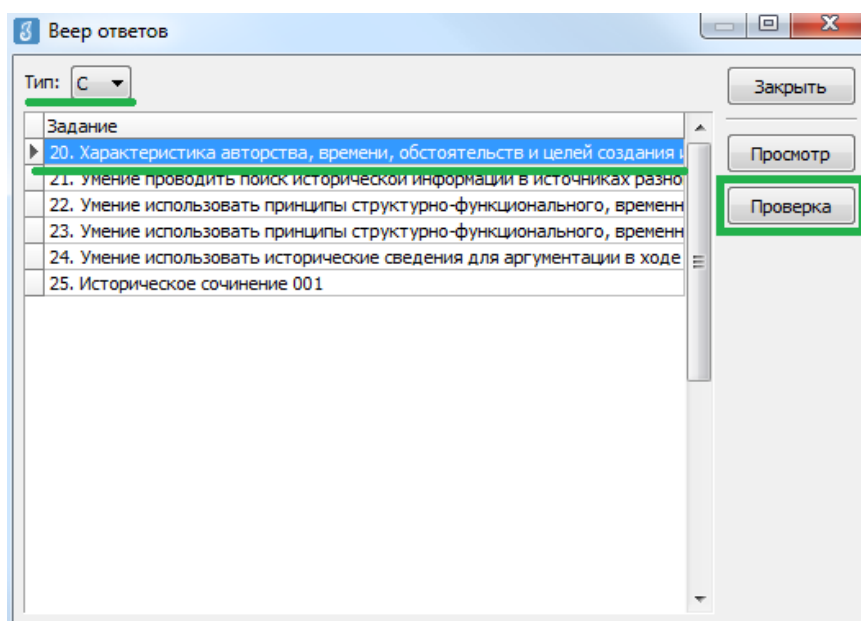 Веер ответов
Тип: С
Закрыть
Задание
20. Характеристика авторства, времени, обстоятельств и целей создания и
Просмотр
21. Умение проводить поиск исторической информации в источниках разно
22. Умение использовать принципы структурно-функционального, временн
Проверка
23. Умение использовать принципы структурно-функционального, временн
24. Умение использовать исторические сведения для аргументации в ходе
25. Историческое сочинение 001